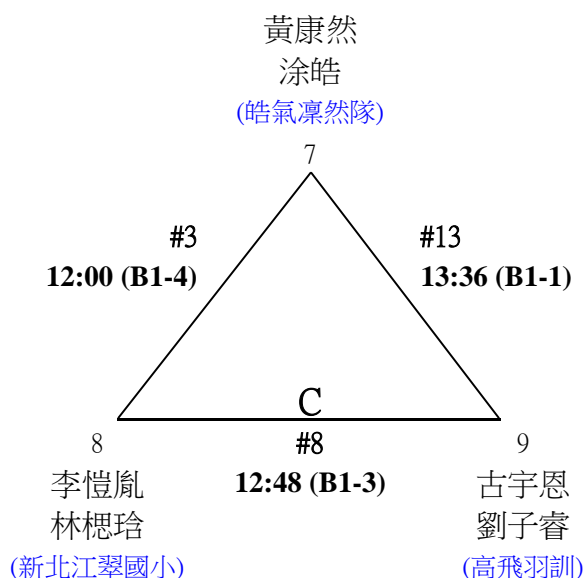 黃康然
涂皓
(皓氣凜然隊)
7
#3
12:00 (B1-4)
#13
13:36 (B1-1)
C
8
#8
9
李愷胤
林楒琀
(新北江翠國小)
12:48 (B1-3)
古宇恩
劉子睿
(高飛羽訓)